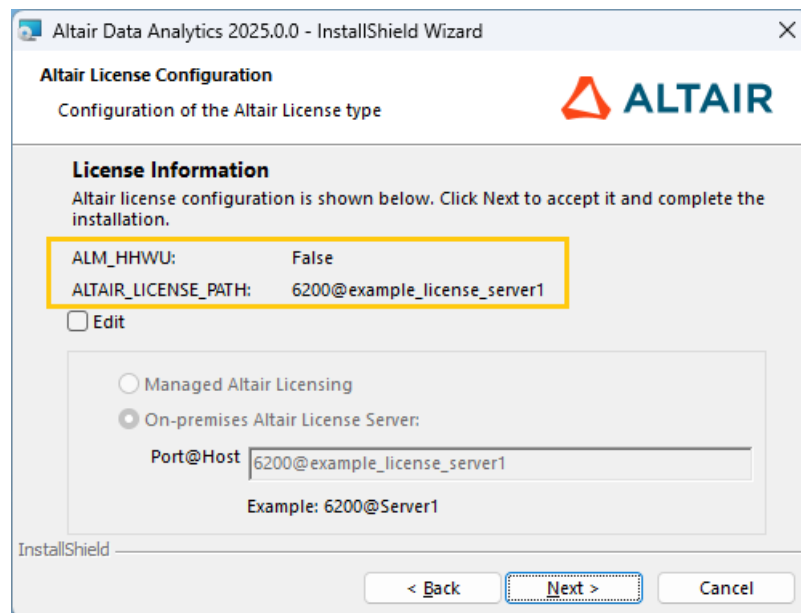 Altair Data Analytics 2025.0.0 - InstallShield Wizard
Altair License Configuration
Configuration of the Altair License type
ALTAIR
License Information
Altair license configuration is shown below. Click Next to accept it and complete the
installation.
ALM_HHWU: False
ALTAIR_LICENSE_PATH: 6200@example_license_server1
Edit
Managed Altair Licensing
On-premises Altair License Server:
Port@Host 6200@example_license_server1
Example: 6200@Server1
InstallShield
< Back Next > Cancel